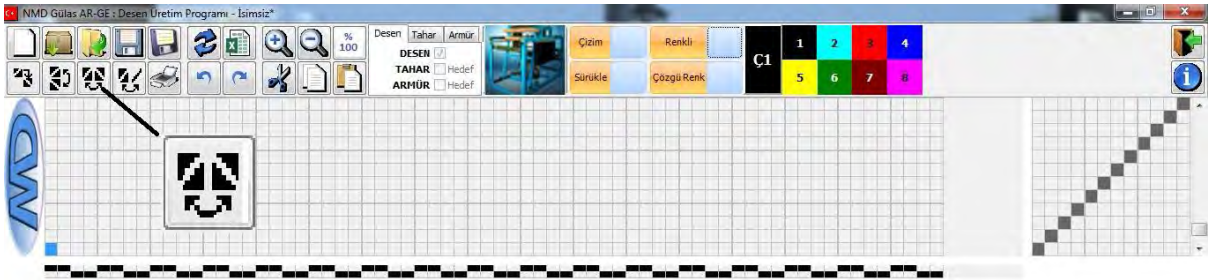 NMD Gülas AR-GE : Desen Üretim Programı - İsimsiz*
% 100
Desen Tahar Armür
DESEN
TAHAR Hedef
ARMÜR Hedef
Çizim
Renkli
Sürükle
Çözgü Renk
Ç1
1 2 3 4
5 6 7 8